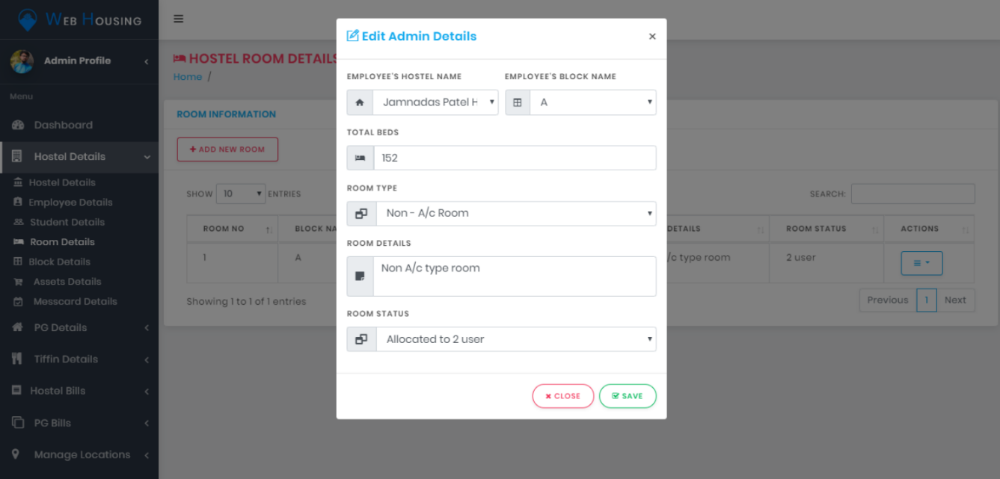 WEB HOUSING
Admin Profile
Menu
Dashboard
Hostel Details
Hostel Details
Employee Details
Student Details
Room Details
Block Details
Assets Details
Messcard Details
PG Details
Tiffin Details
Hostel Bills
PG Bills
Manage Locations
HOSTEL ROOM DETAILS
Home /
ROOM INFORMATION
+ ADD NEW ROOM
SHOW 10 ENTRIES
SEARCH:
ROOM NO BLOCK NA DETAILS ROOM STATUS ACTIONS
1 A /c type room 2 user
Showing 1 to 1 of 1 entries
Previous 1 Next
Edit Admin Details ×
EMPLOYEE'S HOSTEL NAME EMPLOYEE'S BLOCK NAME
Jamnadas Patel H A
TOTAL BEDS
152
ROOM TYPE
Non - A/c Room
ROOM DETAILS
Non A/c type room
ROOM STATUS
Allocated to 2 user
CLOSE SAVE